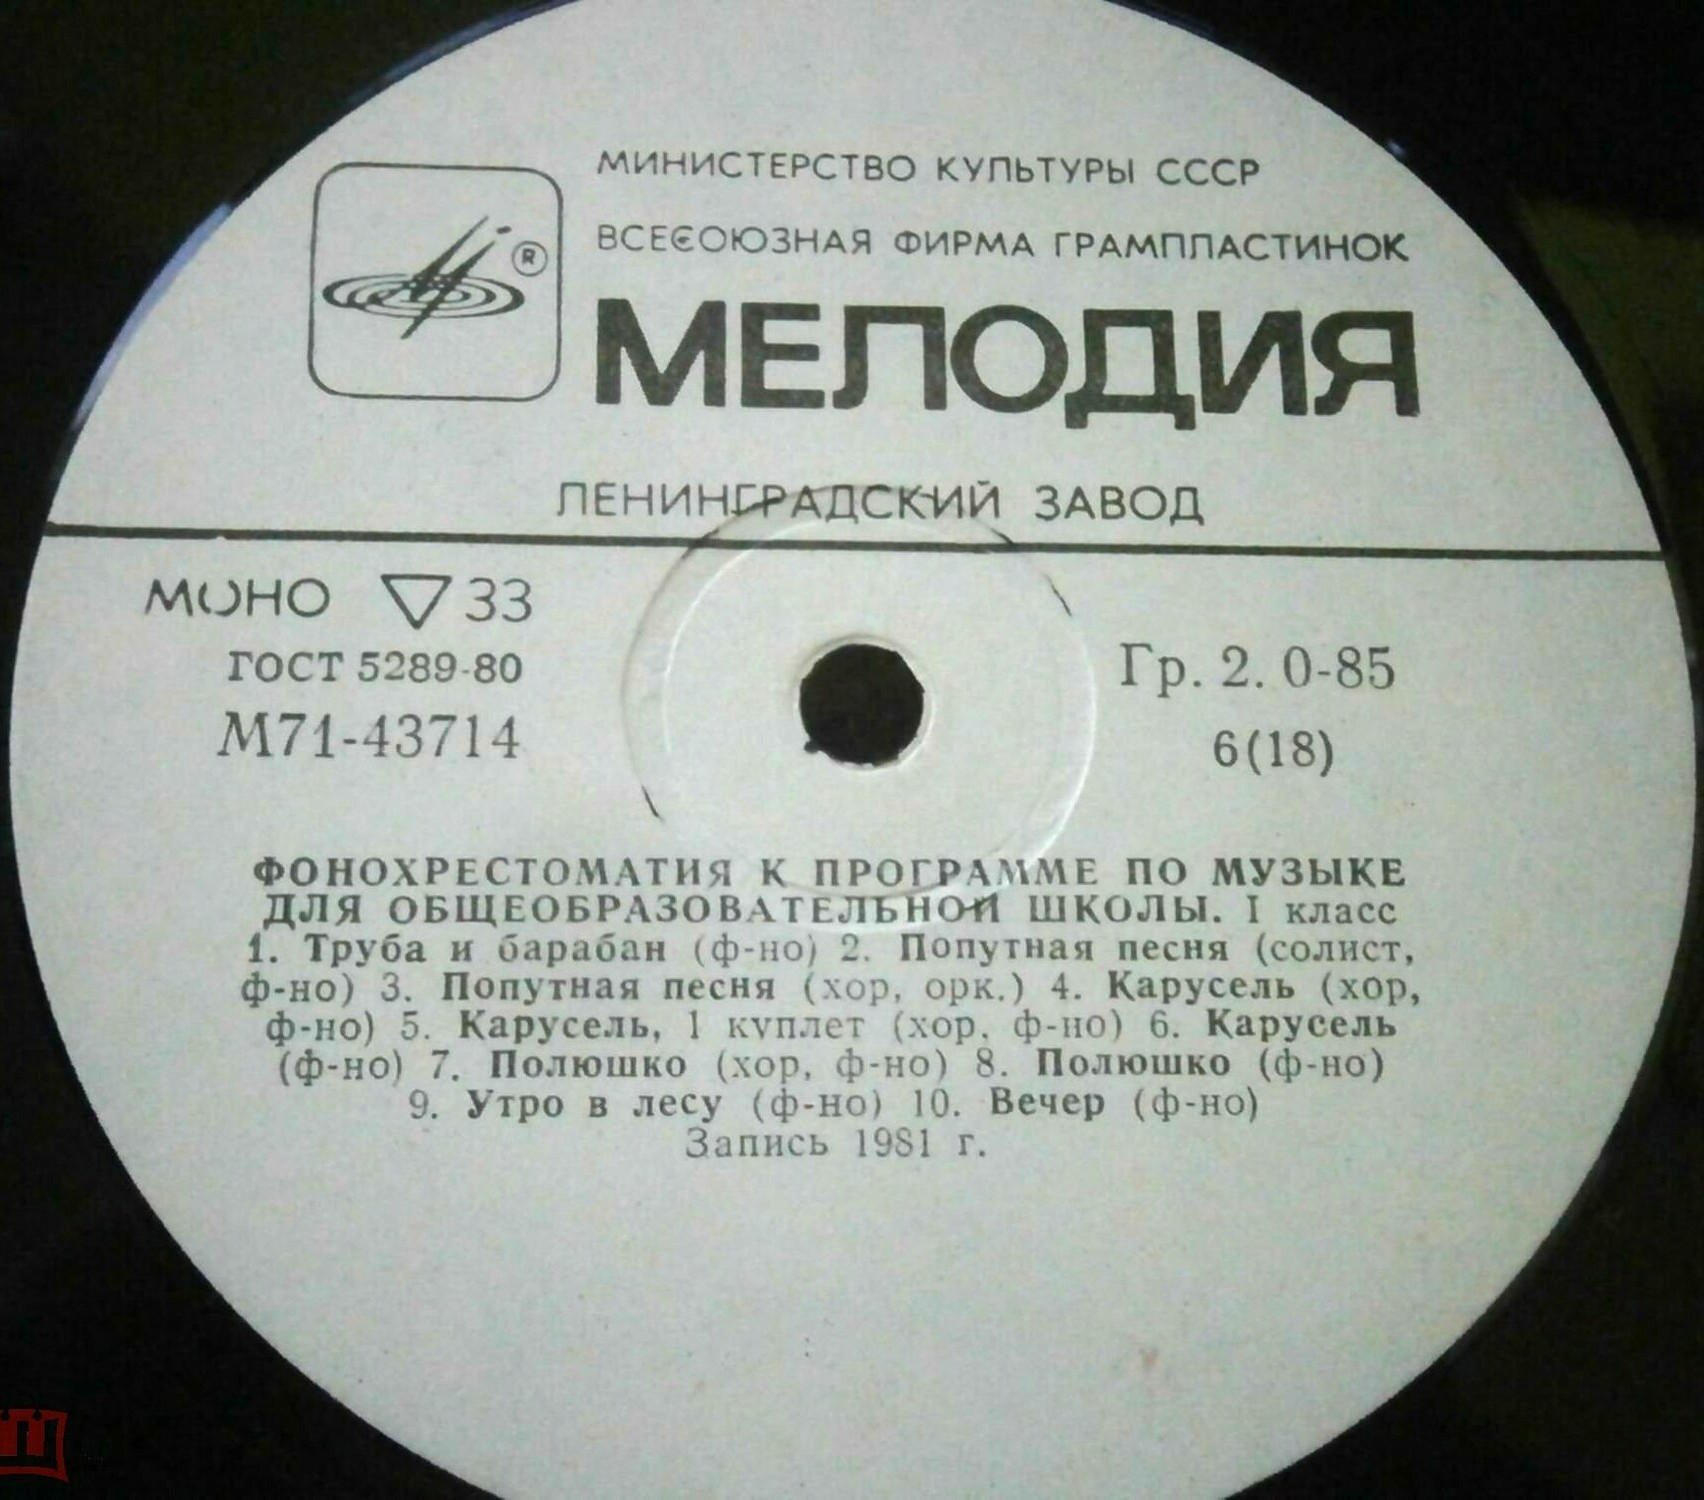 МИНИСТЕРСТВО КУЛЬТУРЫ СССР
ВСЕСОЮЗНАЯ ФИРМА ГРАМПЛАСТИНОК
®
МЕЛОДИЯ
ЛЕНИНГРАДСКИЙ ЗАВОД
МОНО ▽ 33
ГОСТ 5289-80
М71-43714
Гр. 2. 0-85
6(18)
ФОНОХРЕСТОМАТИЯ К ПРОГРАММЕ ПО МУЗЫКЕ
ДЛЯ ОБЩЕОБРАЗОВАТЕЛЬНОЙ ШКОЛЫ. I класс
1. Труба и барабан (ф-но) 2. Попутная песня (солист,
ф-но) 3. Попутная песня (хор, орк.) 4. Карусель (хор,
ф-но) 5. Карусель, 1 куплет (хор, ф-но) 6. Карусель
(ф-но) 7. Полюшко (хор, ф-но) 8. Полюшко (ф-но)
9. Утро в лесу (ф-но) 10. Вечер (ф-но)
Запись 1981 г.